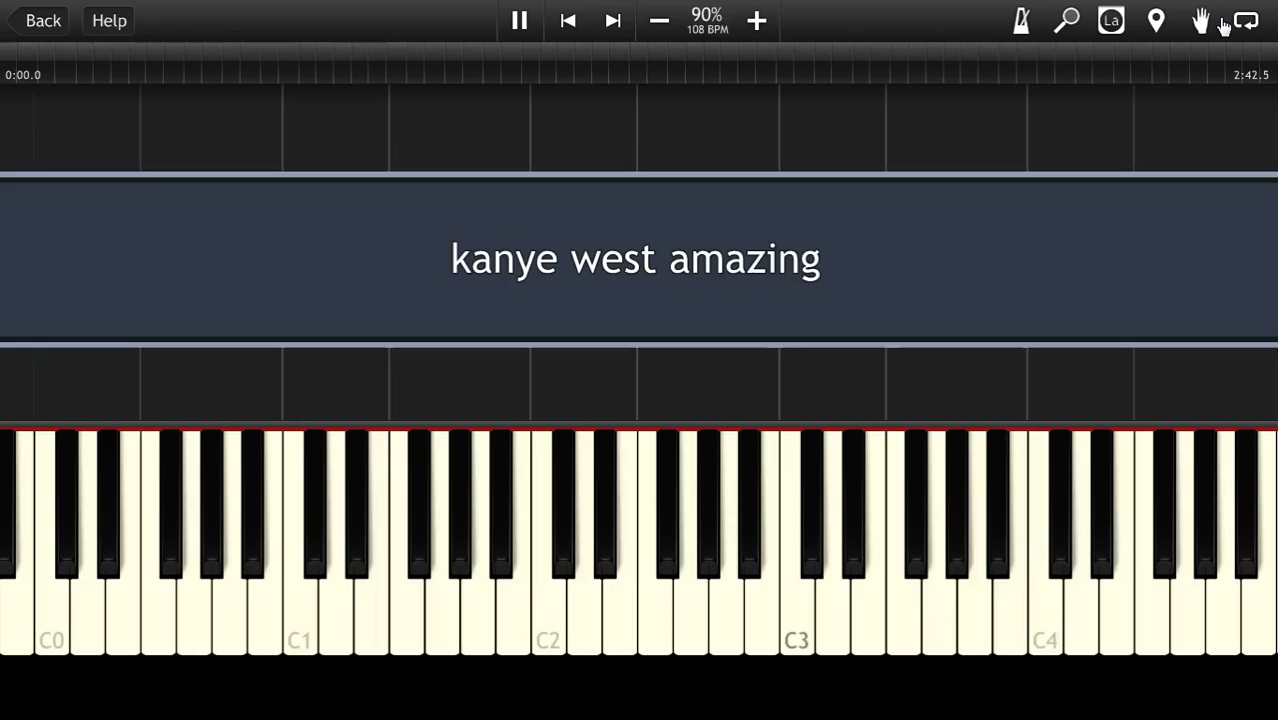 Back Help 90% La
108 BPM
0:00.0 2:42.5
kanye west amazing
C0 C1 C2 C3 C4